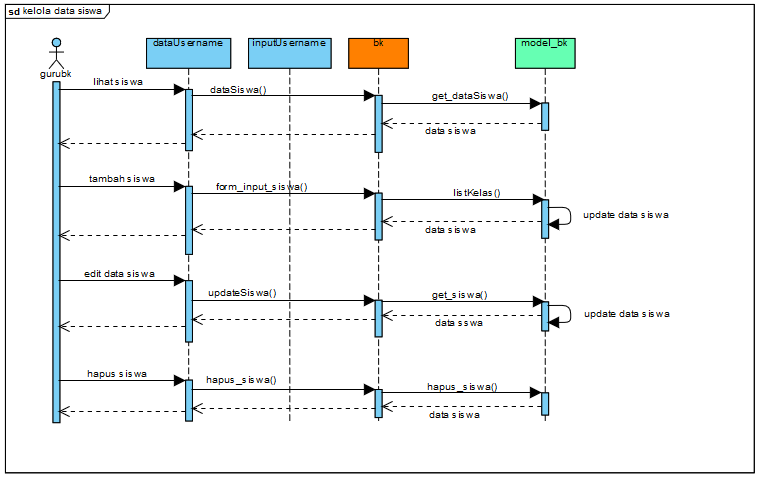 sd kelola data siswa
dataUsername
inputUsername
bk
model_bk
gurubk
lihat siswa
dataSiswa()
get_dataSiswa()
data siswa
tambah siswa
form_input_siswa()
listKelas()
update data siswa
data siswa
edit data siswa
updateSiswa()
get_siswa()
update data siswa
data sswa
hapus siswa
hapus_siswa()
hapus_siswa()
data siswa